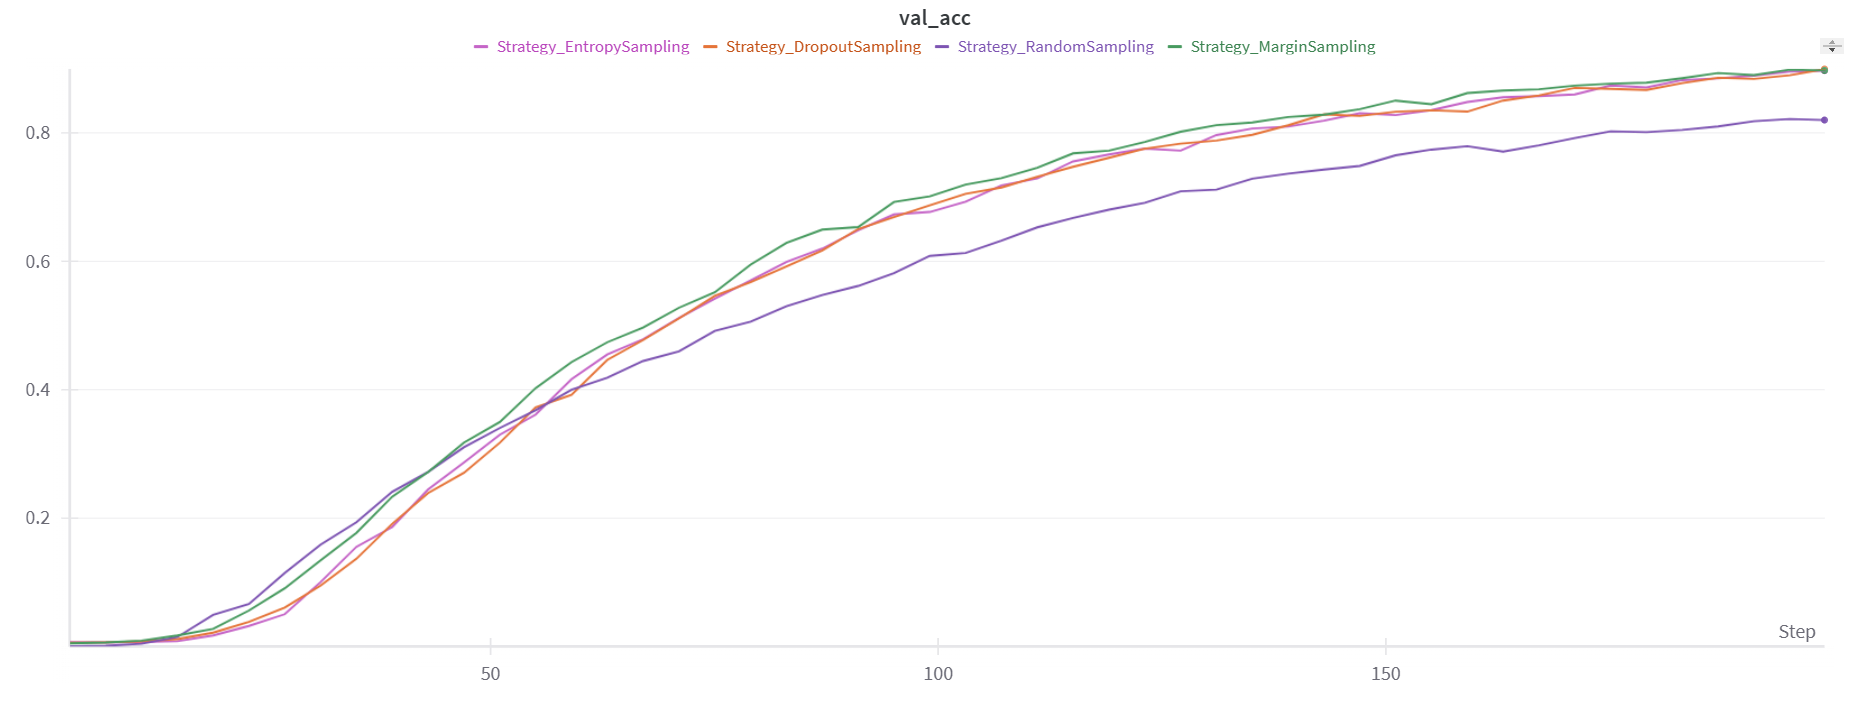 val_acc
Strategy_EntropySampling Strategy_DropoutSampling Strategy_RandomSampling Strategy_MarginSampling
0.8
0.6
0.4
0.2
Step
50 100 150